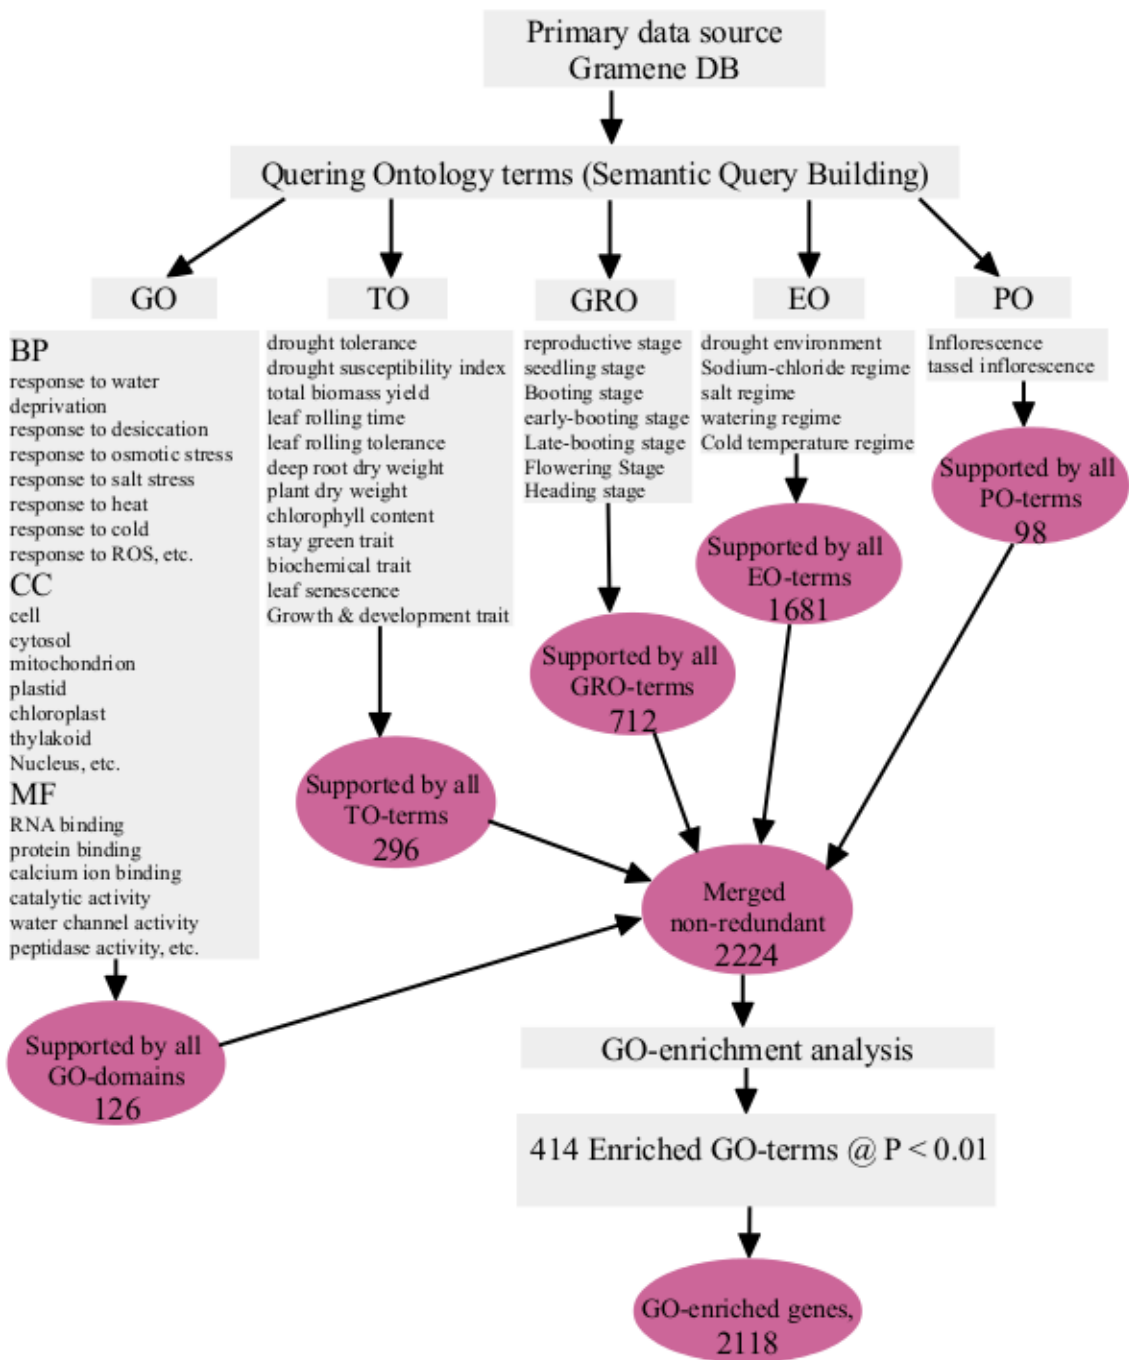 Primary data source
Gramene DB
Quering Ontology terms (Semantic Query Building)
GO
TO
GRO
EO
PO
BP
response to water
deprivation
response to desiccation
response to osmotic stress
response to salt stress
response to heat
response to cold
response to ROS, etc.
CC
cell
cytosol
mitochondrion
plastid
chloroplast
thylakoid
Nucleus, etc.
MF
RNA binding
protein binding
calcium ion binding
catalytic activity
water channel activity
peptidase activity, etc.
drought tolerance
drought susceptibility index
total biomass yield
leaf rolling time
leaf rolling tolerance
deep root dry weight
plant dry weight
chlorophyll content
stay green trait
biochemical trait
leaf senescence
Growth & development trait
reproductive stage
seedling stage
Booting stage
early-booting stage
Late-booting stage
Flowering Stage
Heading stage
drought environment
Sodium-chloride regime
salt regime
watering regime
Cold temperature regime
Inflorescence
tassel inflorescence
Supported by all
PO-terms
98
Supported by all
EO-terms
1681
Supported by all
GRO-terms
712
Supported by all
TO-terms
296
Supported by all
GO-domains
126
Merged
non-redundant
2224
GO-enrichment analysis
414 Enriched GO-terms @ P < 0.01
GO-enriched genes,
2118